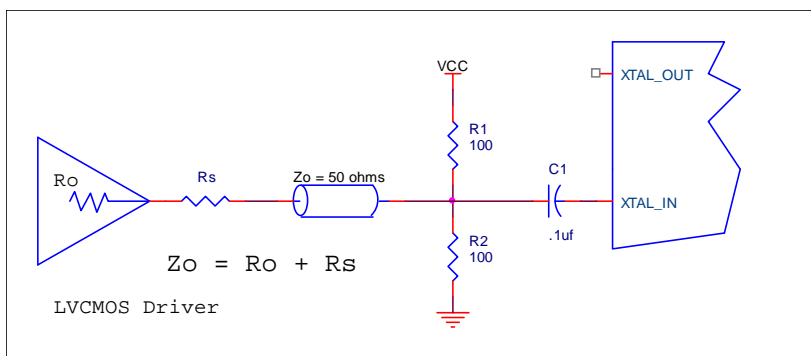 VCC
XTAL_OUT
R1
100
Ro
Rs
Zo = 50 ohms
C1
.1uf
XTAL_IN
R2
100
Zo = Ro + Rs
LVCMOS Driver